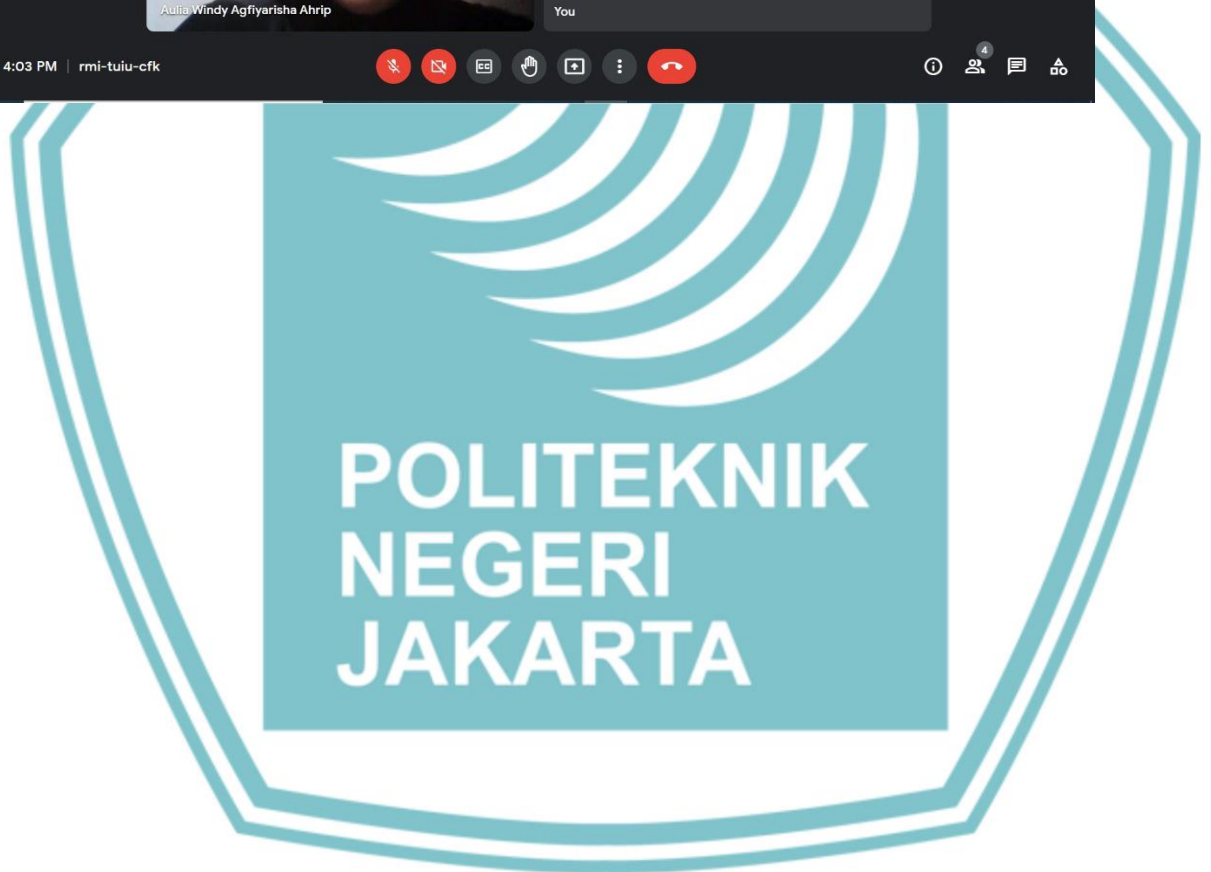 Aulia Windy Agfiyarisha Ahrip
You
4:03 PM | rmi-tuiu-cfk
4
POLITEKNIK
NEGERI
JAKARTA